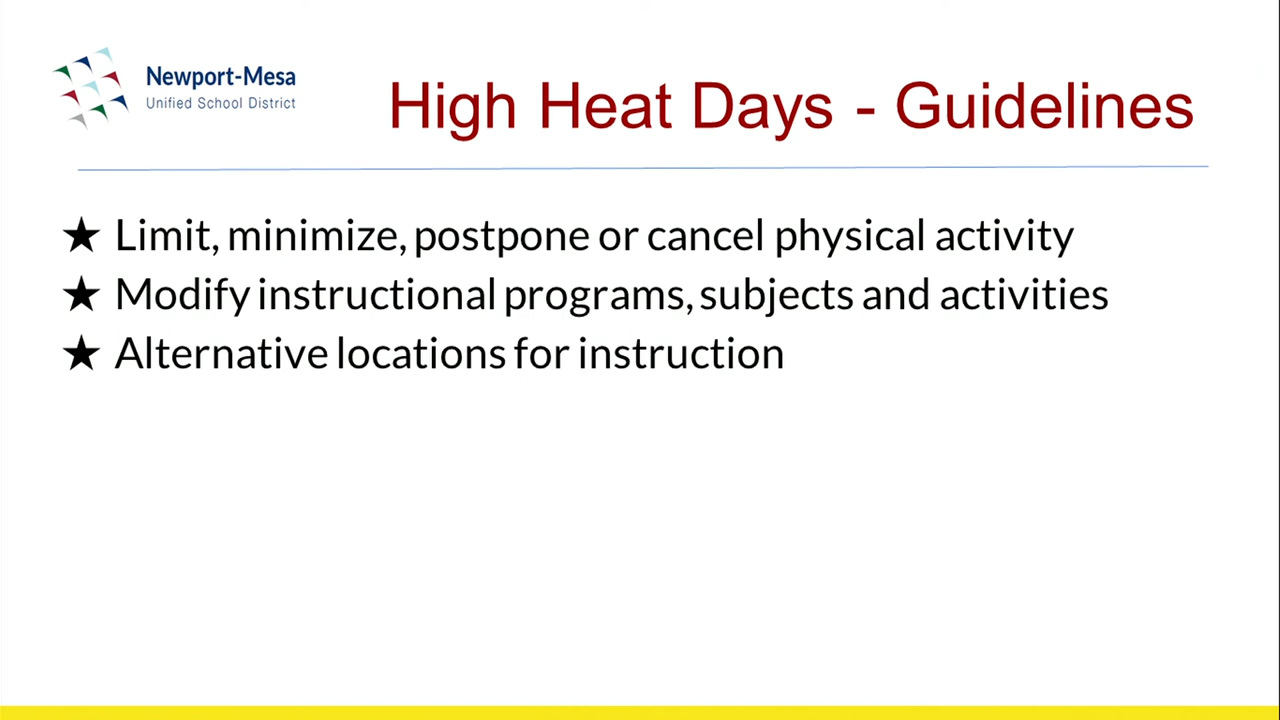 Newport-Mesa
Unified School District
High Heat Days - Guidelines
★ Limit, minimize, postpone or cancel physical activity
★ Modify instructional programs, subjects and activities
★ Alternative locations for instruction